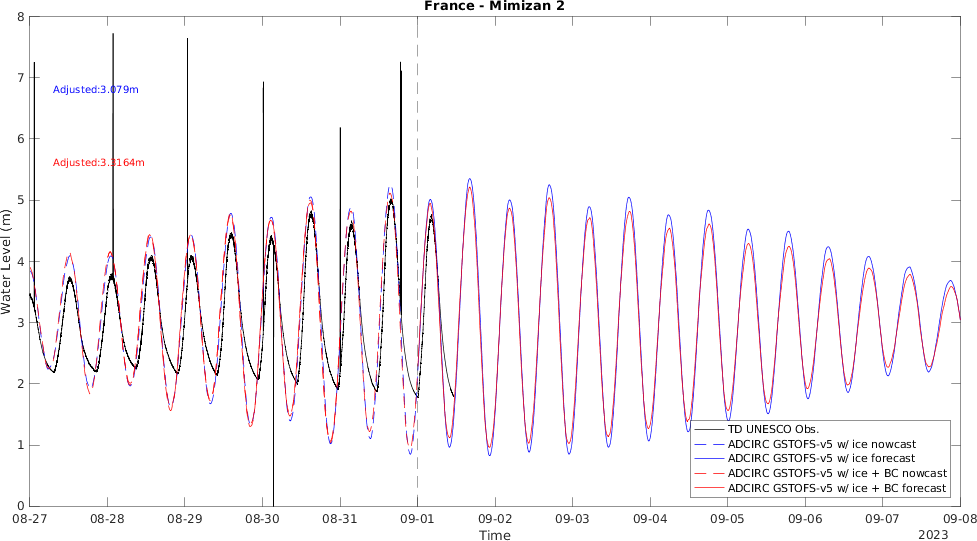 France - Mimizan 2
8
7
6
5
4
3
2
1
0
Water Level (m)
Adjusted:3.079m
Adjusted:3.3164m
TD UNESCO Obs.
ADCIRC GSTOFS-v5 w/ ice nowcast
ADCIRC GSTOFS-v5 w/ ice forecast
ADCIRC GSTOFS-v5 w/ ice + BC nowcast
ADCIRC GSTOFS-v5 w/ ice + BC forecast
08-27 08-28 08-29 08-30 08-31 09-01 09-02 09-03 09-04 09-05 09-06 09-07 09-08
Time
2023